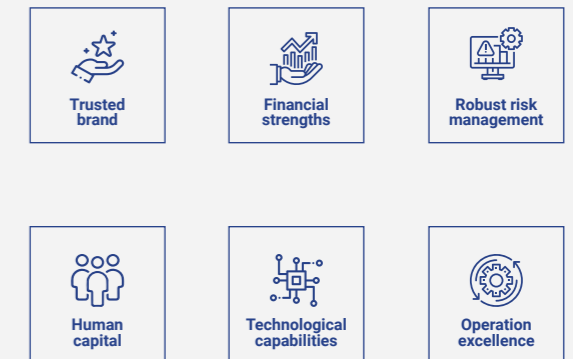 Trusted
brand
Financial
strengths
Robust risk
management
Human
capital
Technological
capabilities
Operation
excellence